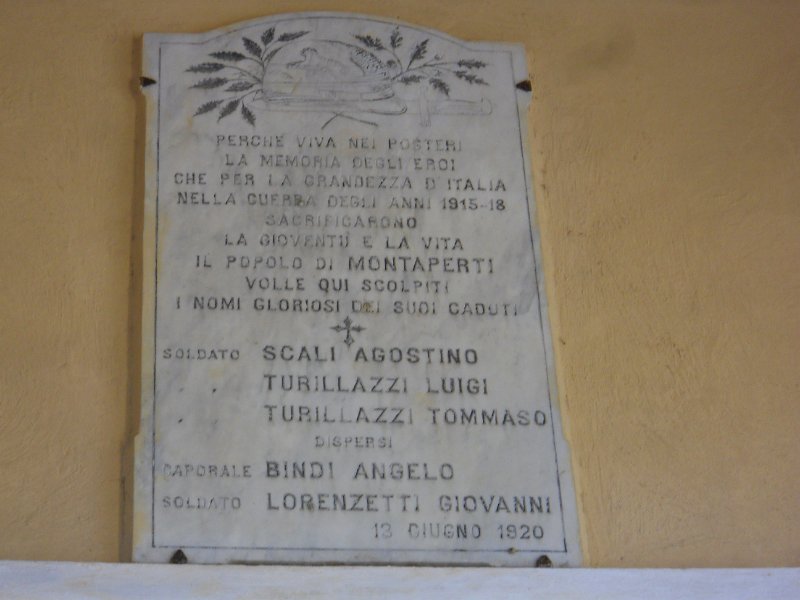 PERCHE VIVA NEI POSTERI
LA MEMORIA DEGLI EROI
CHE PER LA GRANDEZZA D'ITALIA
NELLA GUERRA DEGLI ANNI 1915-18
SACRIFICARONO
LA GIOVENTÙ E LA VITA
IL POPOLO DI MONTAPERTI
VOLLE QUI SCOLPITI
I NOMI GLORIOSI DEI SUOI CADUTI
SOLDATO SCALI AGOSTINO
, , TURILLAZZI LUIGI
, , TURILLAZZI TOMMASO
DISPERSI
CAPORALE BINDI ANGELO
SOLDATO LORENZETTI GIOVANNI
13 GIUGNO 1920